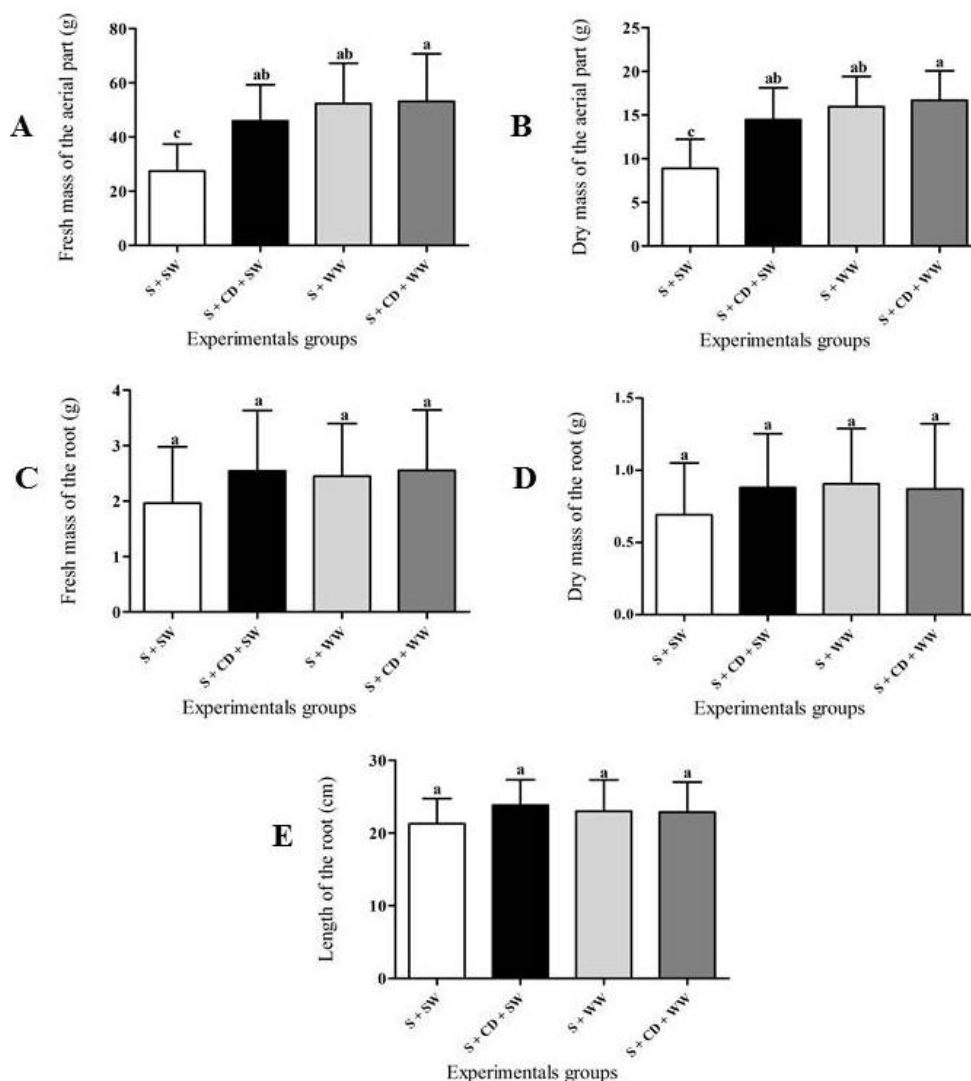 A
Fresh mass of the aerial part (g)
80
60
40
20
0
c
ab
ab
a
S + SW
S + CD + SW
S + WW
S + CD + WW
Experimentals groups
B
Dry mass of the aerial part (g)
25
20
15
10
5
0
c
ab
ab
a
S + SW
S + CD + SW
S + WW
S + CD + WW
Experimentals groups
C
Fresh mass of the root (g)
4
3
2
1
0
a
a
a
a
S + SW
S + CD + SW
S + WW
S + CD + WW
Experimentals groups
D
Dry mass of the root (g)
1.5
1.0
0.5
0.0
a
a
a
a
S + SW
S + CD + SW
S + WW
S + CD + WW
Experimentals groups
E
Length of the root (cm)
30
20
10
0
a
a
a
a
S + SW
S + CD + SW
S + WW
S + CD + WW
Experimentals groups